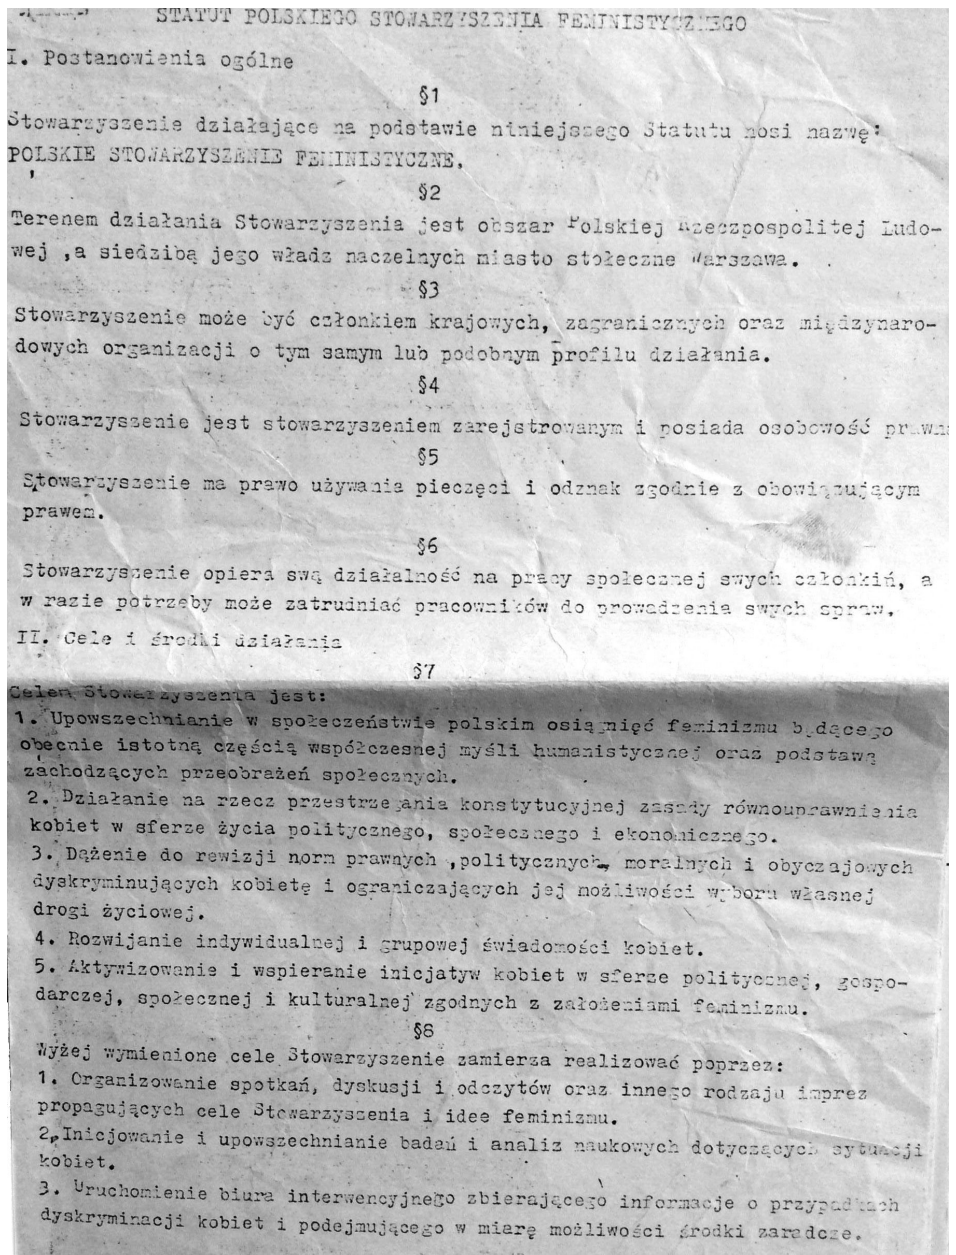 STATUT POLSKIEGO STOWARZYSZENIA FEMINISTYCZNEGO
I. Postanowienia ogólne
§1
Stowarzyszenie działające na podstawie niniejszego Statutu nosi nazwę:
POLSKIE STOWARZYSZENIE FEMINISTYCZNE.
§2
Terenem działania Stowarzyszenia jest obszar Polskiej Rzeczpospolitej Ludo-
wej ,a siedzibą jego władz naczelnych miasto stołeczne Warszawa.
§3
Stowarzyszenie może być członkiem krajowych, zagranicznych oraz międzynaro-
dowych organizacji o tym samym lub podobnym profilu działania.
§4
Stowarzyszenie jest stowarzyszeniem zarejstrowanym i posiada osobowość prawn
§5
Stowarzyszenie ma prawo używania pieczęci i odznak zgodnie z obowiązującym
prawem.
§6
Stowarzyszenie opiera swą działalność na pracy społecznej swych członkiń, a
w razie potrzeby może zatrudniać pracowników do prowadzenia swych spraw.
II. Cele i środki działania
§7
Celem Stowarzyszenia jest:
1. Upowszechnianie w społeczeństwie polskim osiągnięć feminizmu będącego
obecnie istotną częścią współczesnej myśli humanistycznej oraz podstawą
zachodzących przeobrażeń społecznych.
2. Działanie na rzecz przestrzegania konstytucyjnej zasady równouprawnienia
kobiet w sferze życia politycznego, społecznego i ekonomicznego.
3. Dążenie do rewizji norm prawnych ,politycznych, moralnych i obyczajowych
dyskryminujących kobietę i ograniczających jej możliwości wyboru własnej
drogi życiowej.
4. Rozwijanie indywidualnej i grupowej świadomości kobiet.
5. Aktywizowanie i wspieranie inicjatyw kobiet w sferze politycznej, gospo-
darczej, społecznej i kulturalnej zgodnych z założeniami feminizmu.
§8
Wyżej wymienione cele Stowarzyszenie zamierza realizować poprzez:
1. Organizowanie spotkań, dyskusji i odczytów oraz innego rodzaju imprez
propagujących cele Stowarzyszenia i idee feminizmu.
2. Inicjowanie i upowszechnianie badań i analiz naukowych dotyczących sytuacji
kobiet.
3. Uruchomienie biura interwencyjnego zbierającego informacje o przypadkach
dyskryminacji kobiet i podejmującego w miarę możliwości środki zaradcze.